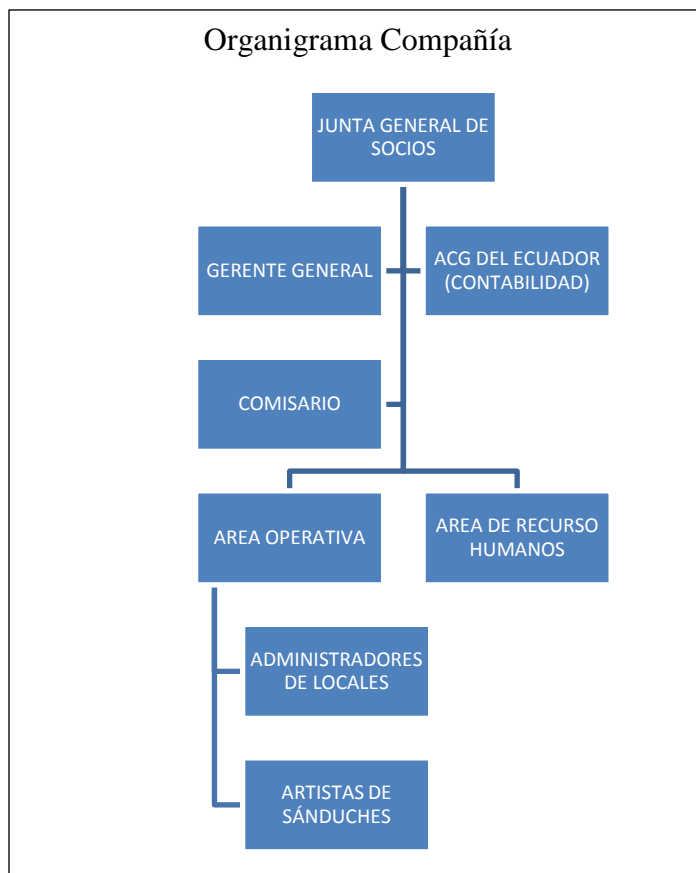 Organigrama Compañía
JUNTA GENERAL DE
SOCIOS
GERENTE GENERAL
ACG DEL ECUADOR
(CONTABILIDAD)
COMISARIO
AREA OPERATIVA
AREA DE RECURSO
HUMANOS
ADMINISTRADORES
DE LOCALES
ARTISTAS DE
SÁNDUCHES